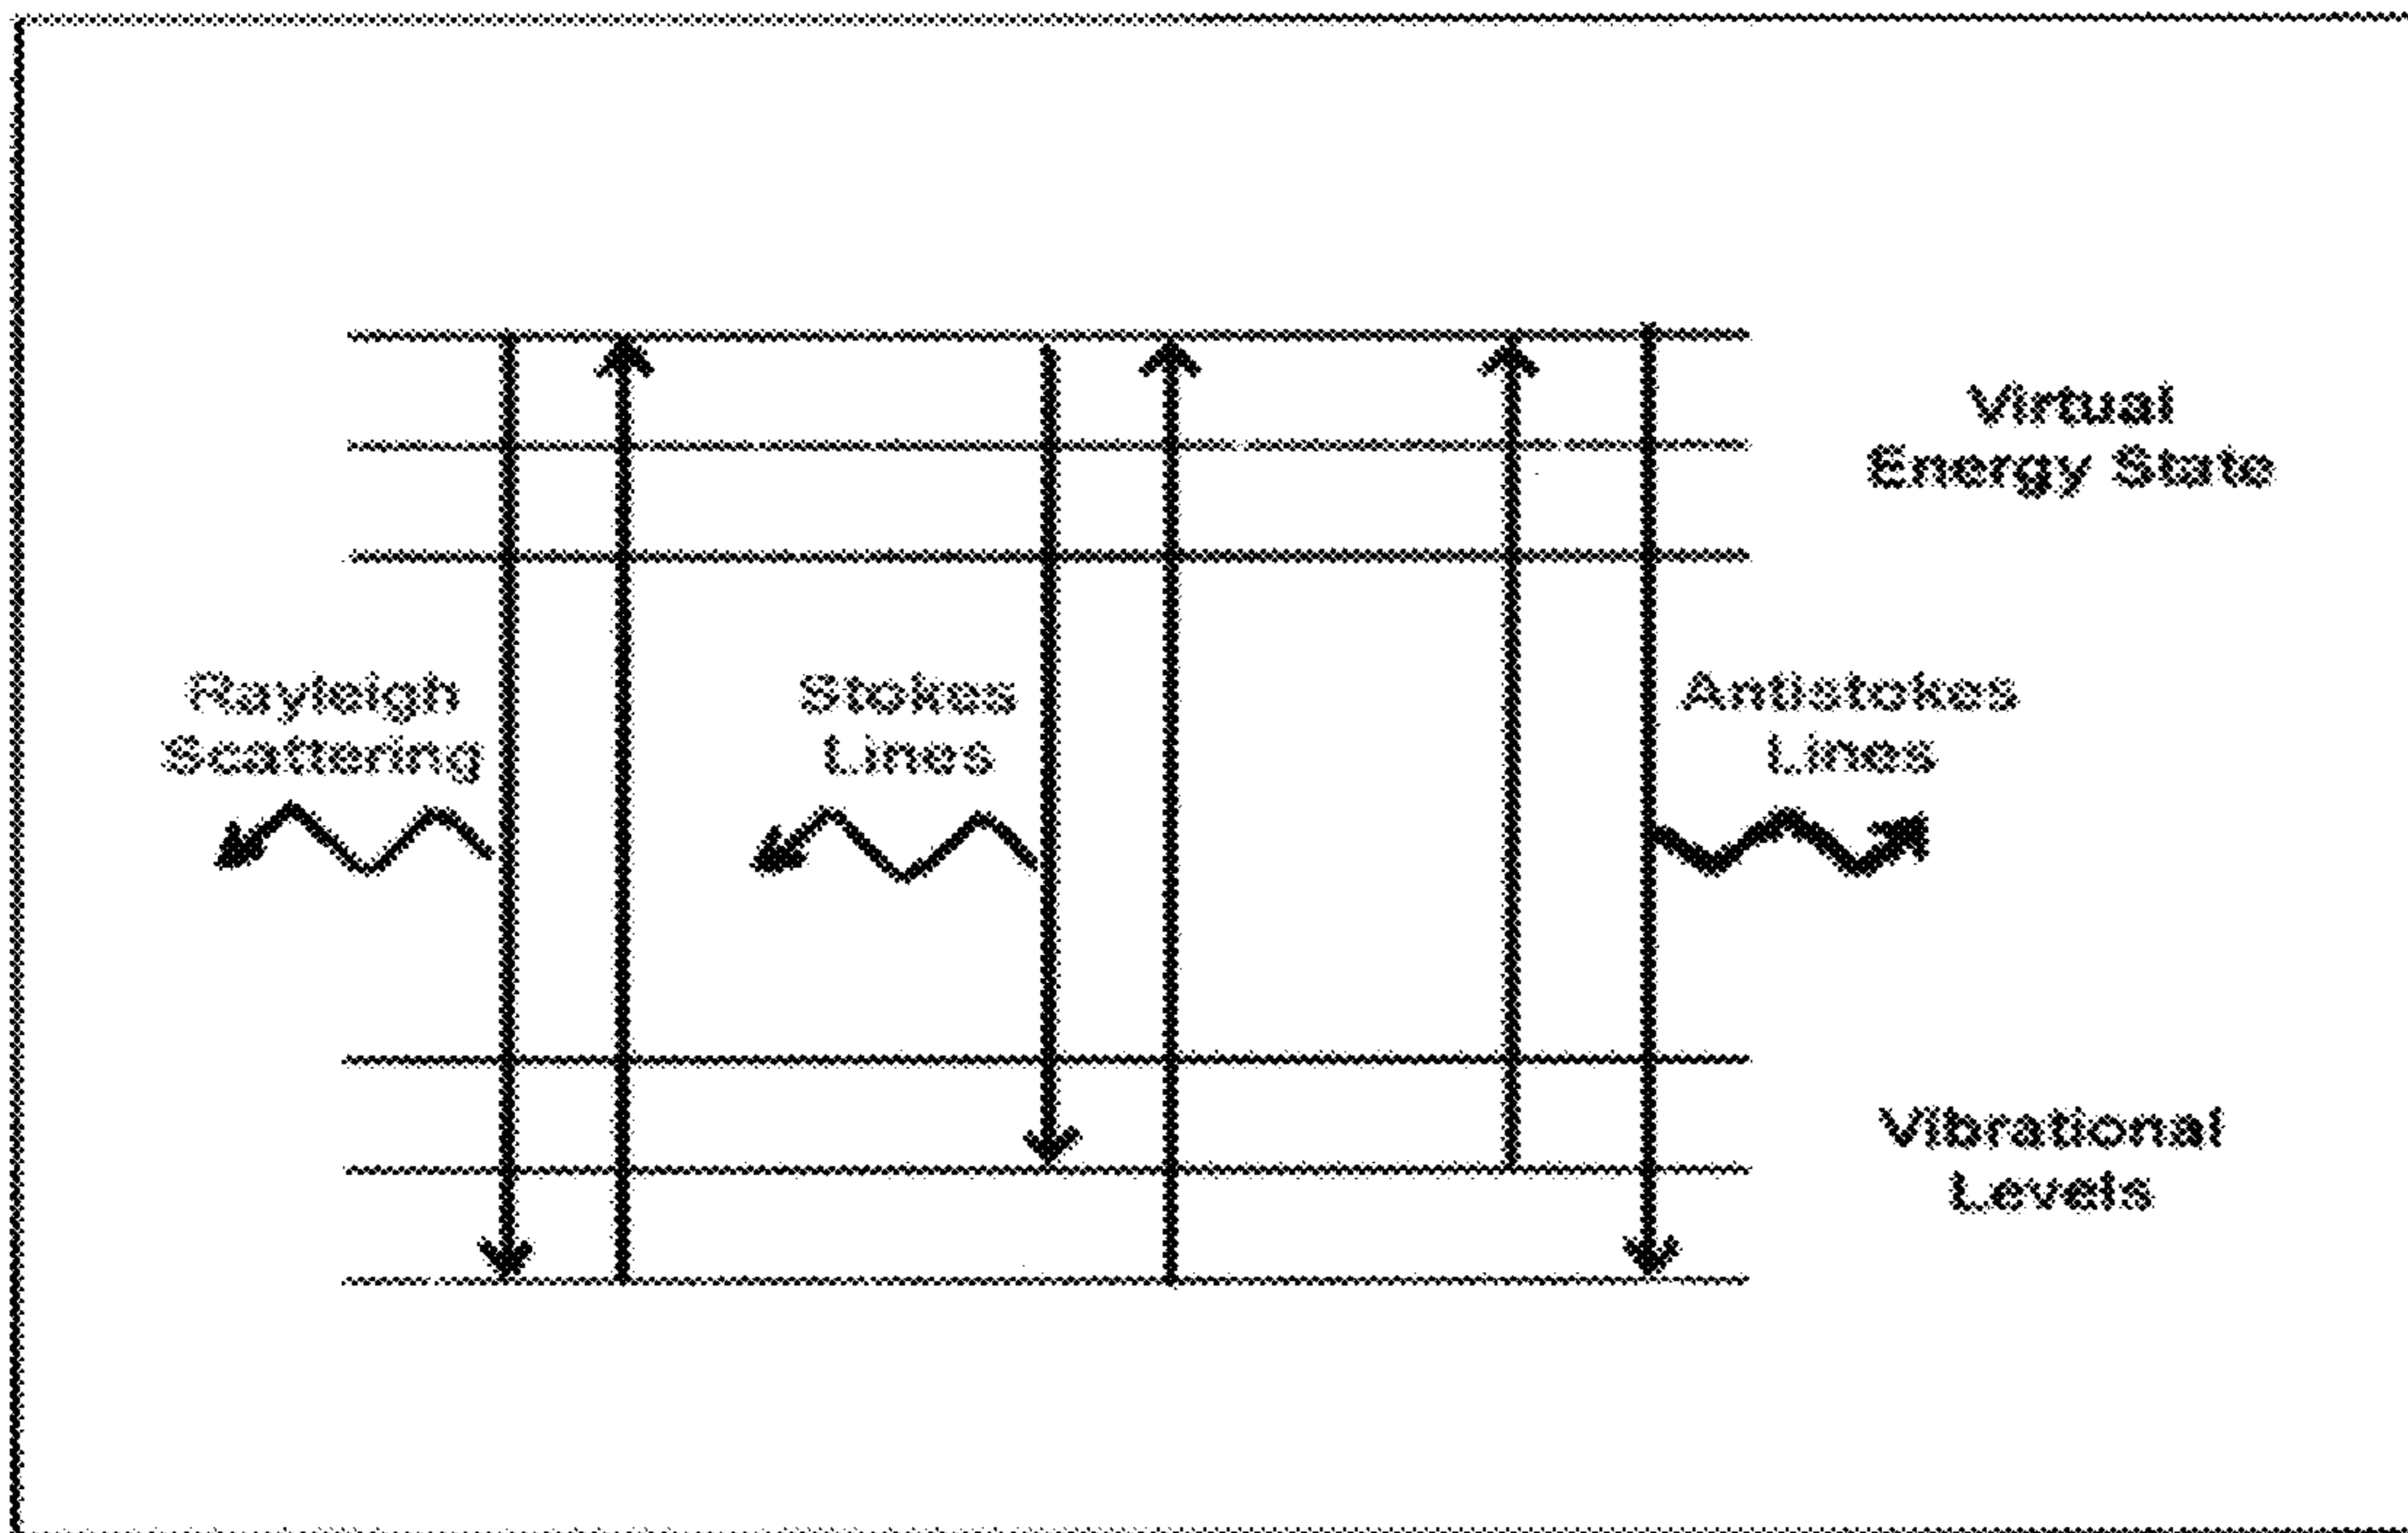 Virtual
Energy State
Rayleigh
Scattering
Stokes
Lines
Antistokes
Lines
Vibrational
Levels